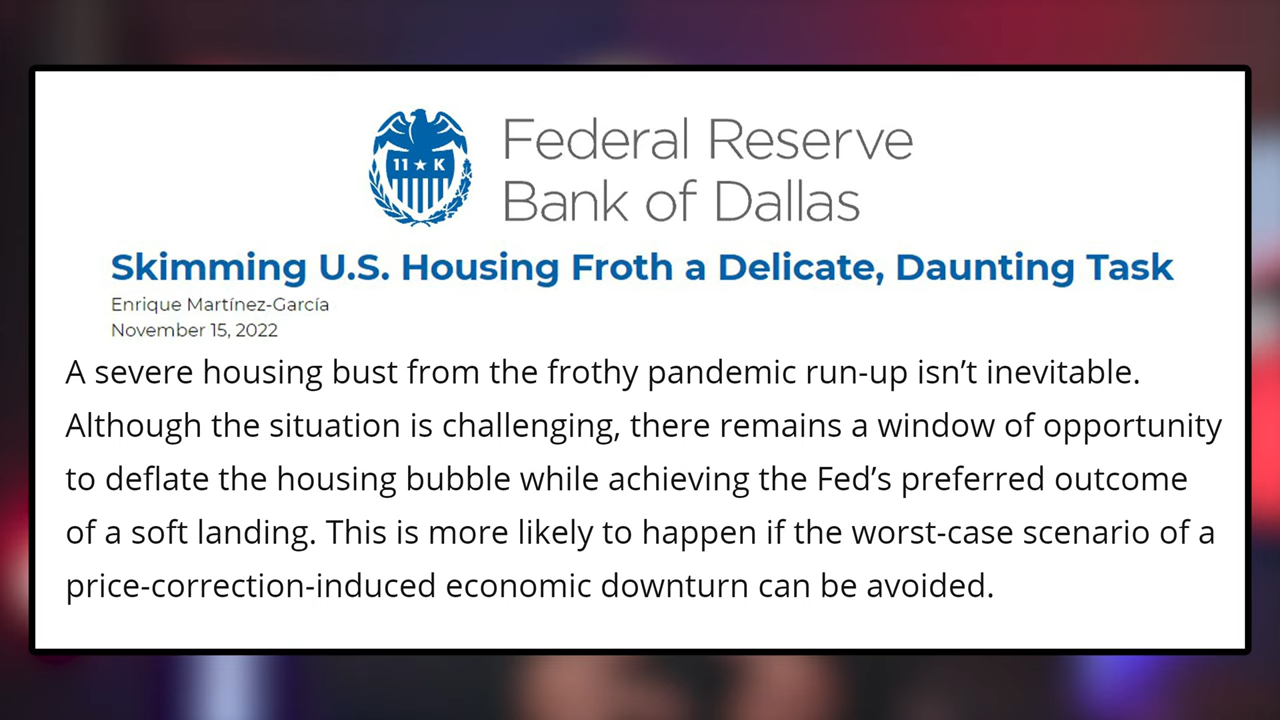 11 ★ K
Federal Reserve
Bank of Dallas
Skimming U.S. Housing Froth a Delicate, Daunting Task
Enrique Martínez-García
November 15, 2022
A severe housing bust from the frothy pandemic run-up isn’t inevitable.
Although the situation is challenging, there remains a window of opportunity
to deflate the housing bubble while achieving the Fed’s preferred outcome
of a soft landing. This is more likely to happen if the worst-case scenario of a
price-correction-induced economic downturn can be avoided.